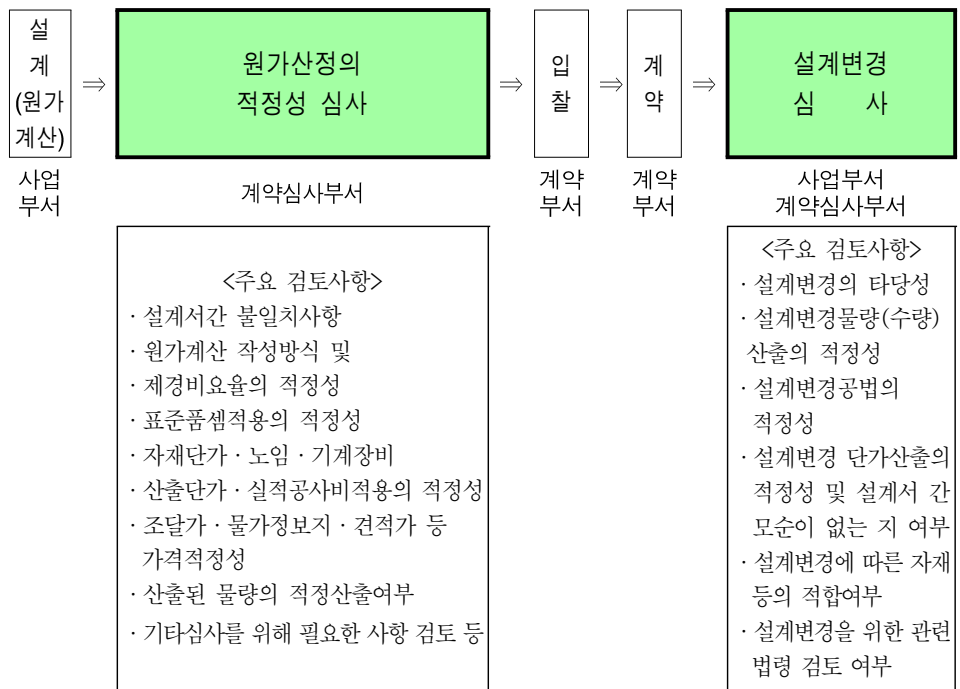 설
계
(원가
계산)
⇒
원가산정의
적정성 심사
⇒
입
찰
⇒
계
약
⇒
설계변경
심 사
사업
부서
계약심사부서
계약
부서
계약
부서
사업부서
계약심사부서
<주요 검토사항>
· 설계서간 불일치사항
· 원가계산 작성방식 및
· 제경비요율의 적정성
· 표준품셈적용의 적정성
· 자재단가 · 노임 · 기계장비
· 산출단가 · 실적공사비적용의 적정성
· 조달가 · 물가정보지 · 견적가 등
가격적정성
· 산출된 물량의 적정산출여부
· 기타심사를 위해 필요한 사항 검토 등
<주요 검토사항>
· 설계변경의 타당성
· 설계변경물량(수량)
산출의 적정성
· 설계변경공법의
적정성
· 설계변경 단가산출의
적정성 및 설계서 간
모순이 없는 지 여부
· 설계변경에 따른 자재
등의 적합여부
· 설계변경을 위한 관련
법령 검토 여부